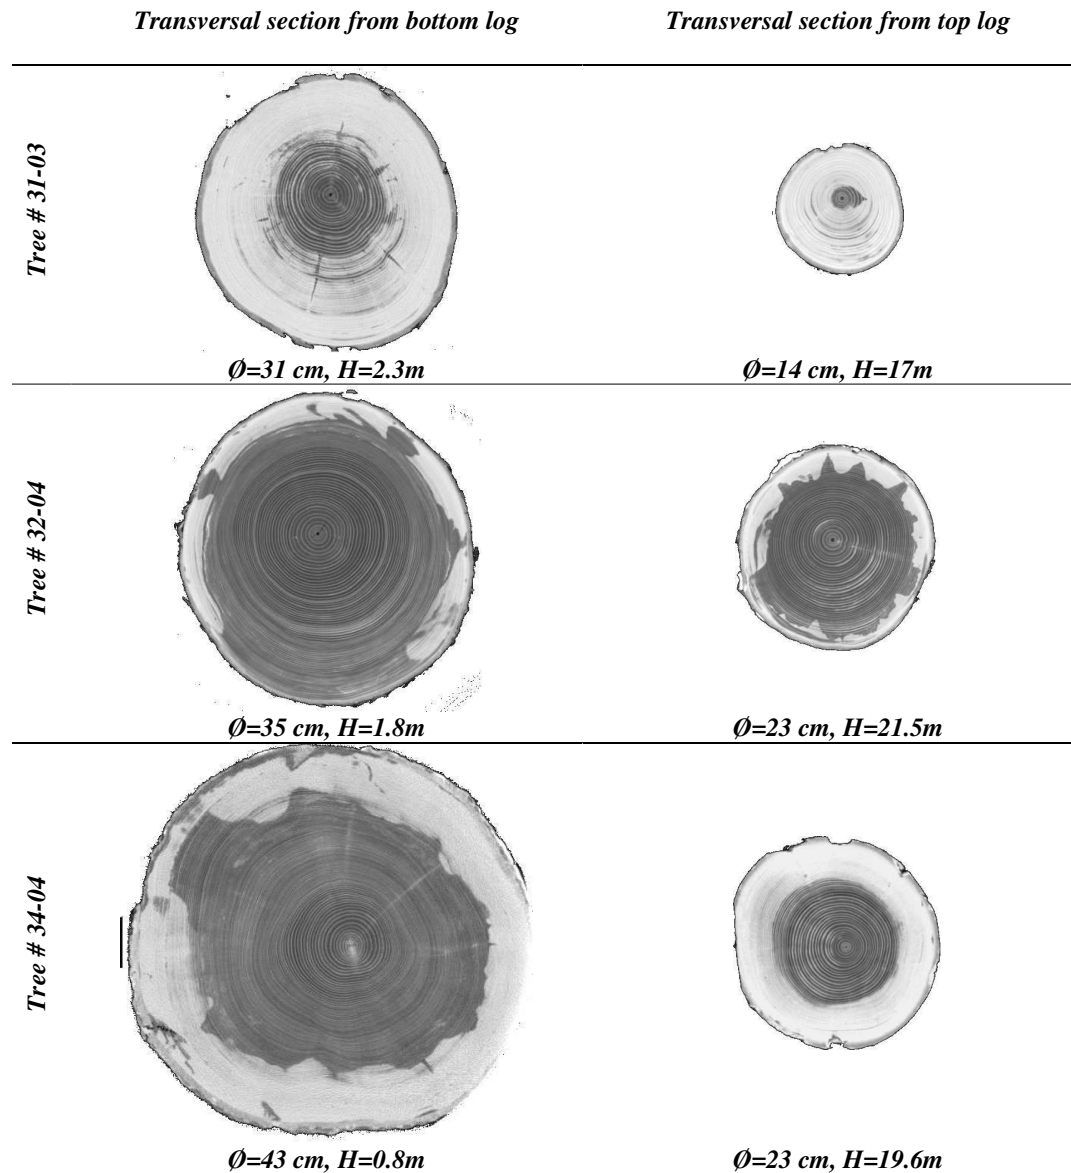 Transversal section from bottom log
Transversal section from top log
Tree # 31-03
Ø=31 cm, H=2.3m
Ø=14 cm, H=17m
Tree # 32-04
Ø=35 cm, H=1.8m
Ø=23 cm, H=21.5m
Tree # 34-04
Ø=43 cm, H=0.8m
Ø=23 cm, H=19.6m